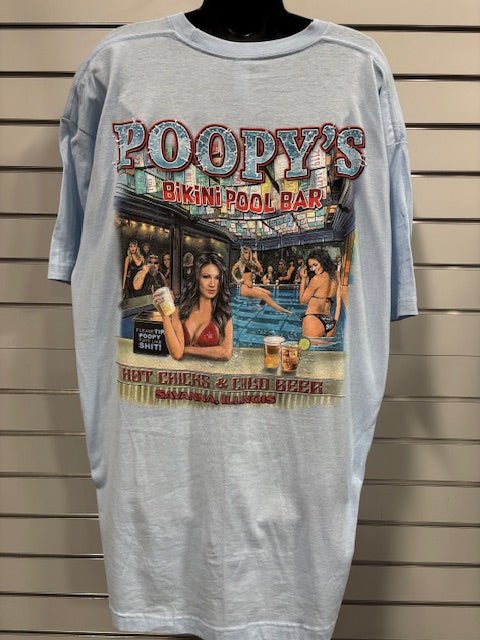 POOPY'S
BiKiNi POOL BAR
PLEASE TIP
POOPY
SHIT!
HOT CHICKS & COLD BEER
SAVANNA, ILLINOIS